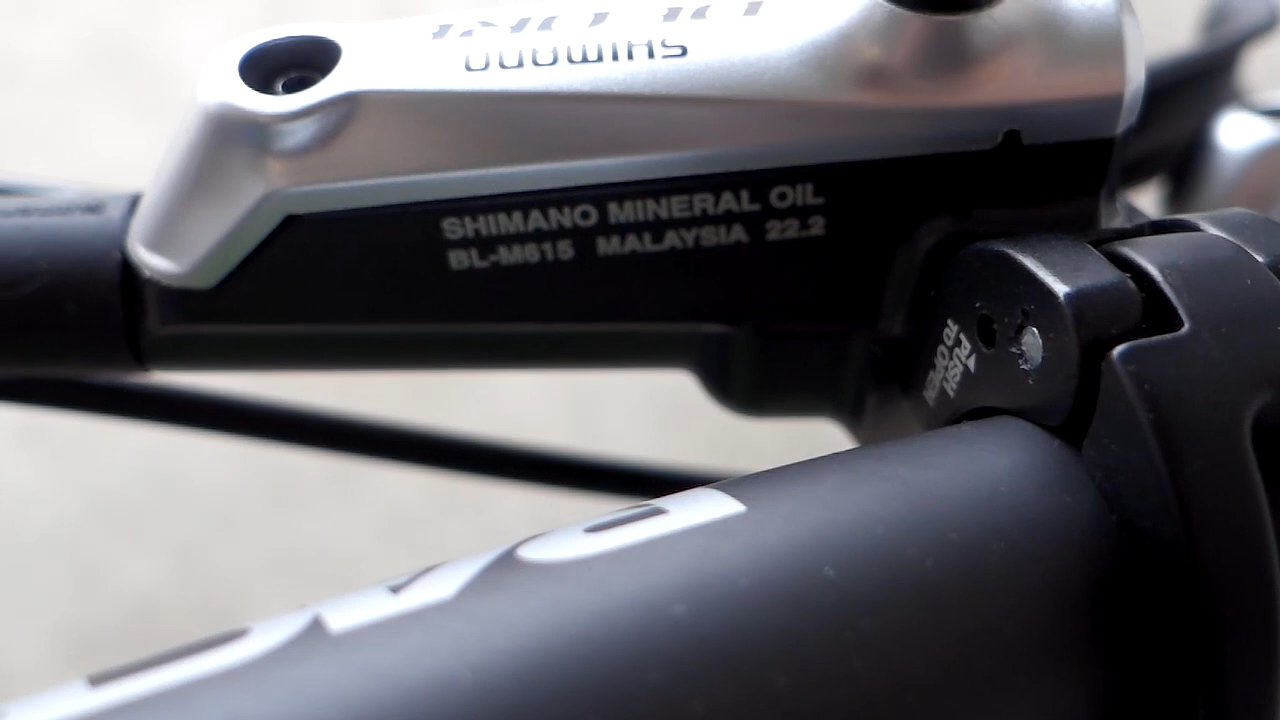 SHIMANO
SHIMANO MINERAL OIL
BL-M615 MALAYSIA 22.2
PUSH
TO OPEN